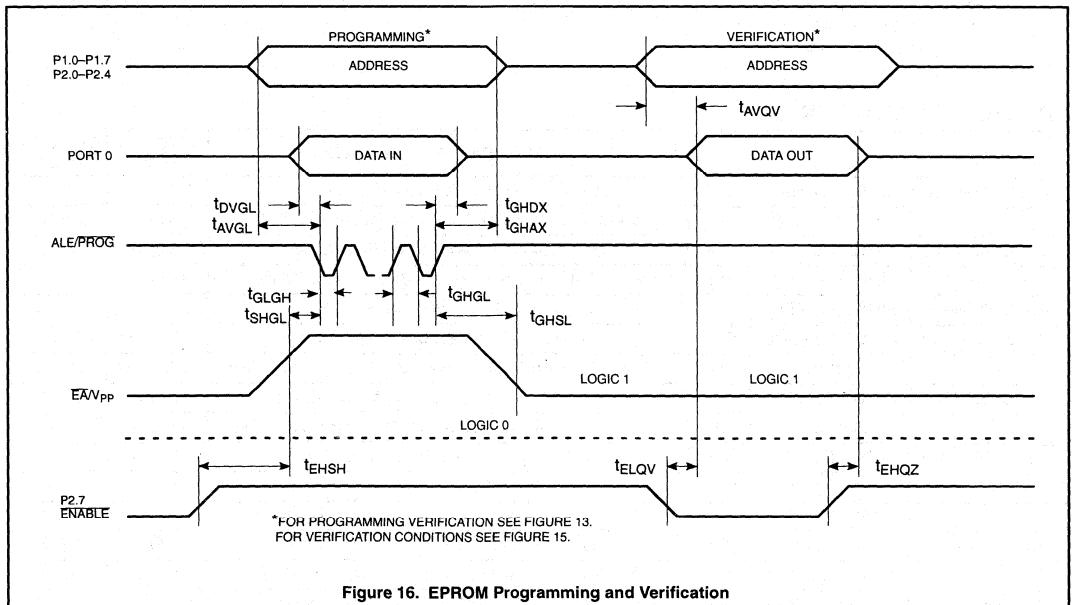 PROGRAMMING* VERIFICATION*
P1.0–P1.7
P2.0–P2.4
ADDRESS ADDRESS
tAVQV
PORT 0 DATA IN DATA OUT
tDVGL tGHDX
tAVGL tGHAX
ALE/PROG
tGLGH tGHGL
tSHGL tGHSL
EA/VPP LOGIC 1 LOGIC 1
LOGIC 0
tEHSH tELQV tEHQZ
P2.7
ENABLE
*FOR PROGRAMMING VERIFICATION SEE FIGURE 13.
FOR VERIFICATION CONDITIONS SEE FIGURE 15.
Figure 16. EPROM Programming and Verification